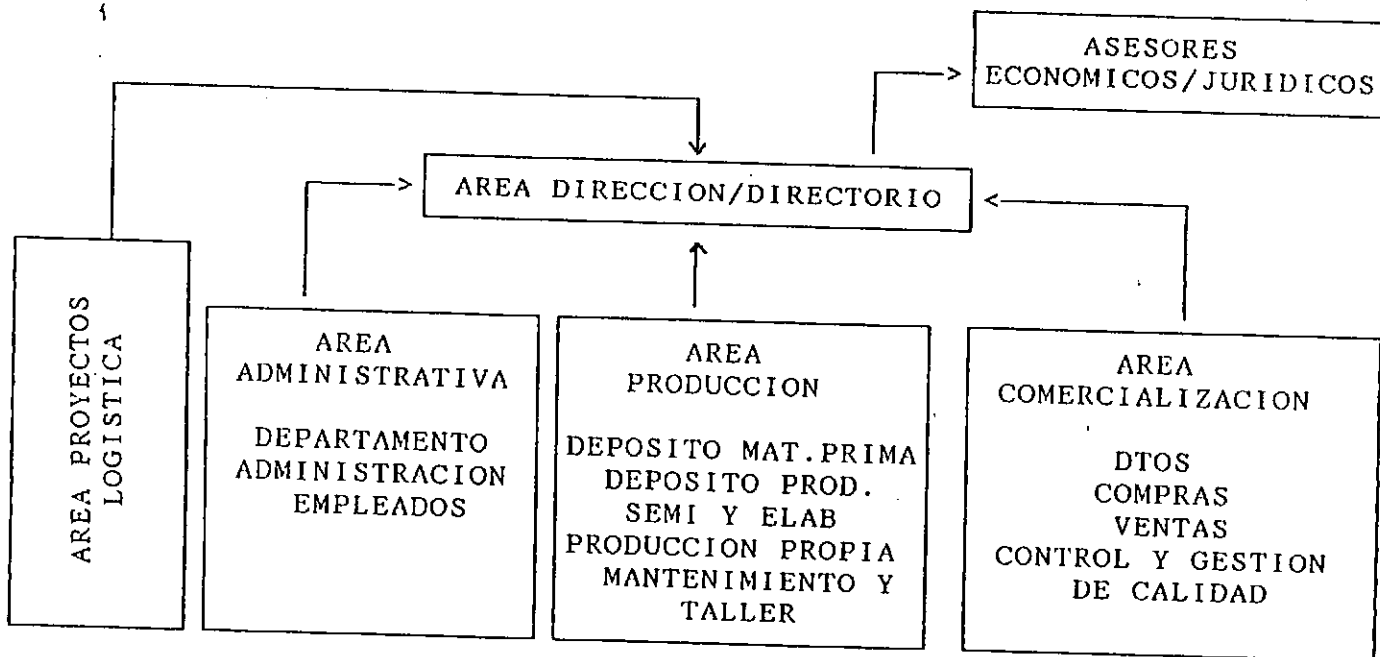 ASESORES
ECONOMICOS/JURIDICOS
AREA DIRECCION/DIRECTORIO
AREA PROYECTOS
LOGISTICA
AREA
ADMINISTRATIVA
DEPARTAMENTO
ADMINISTRACION
EMPLEADOS
AREA
PRODUCCION
DEPOSITO MAT.PRIMA
DEPOSITO PROD.
SEMI Y ELAB
PRODUCCION PROPIA
MANTENIMIENTO Y
TALLER
AREA
COMERCIALIZACION
DTOS
COMPRAS
VENTAS
CONTROL Y GESTION
DE CALIDAD